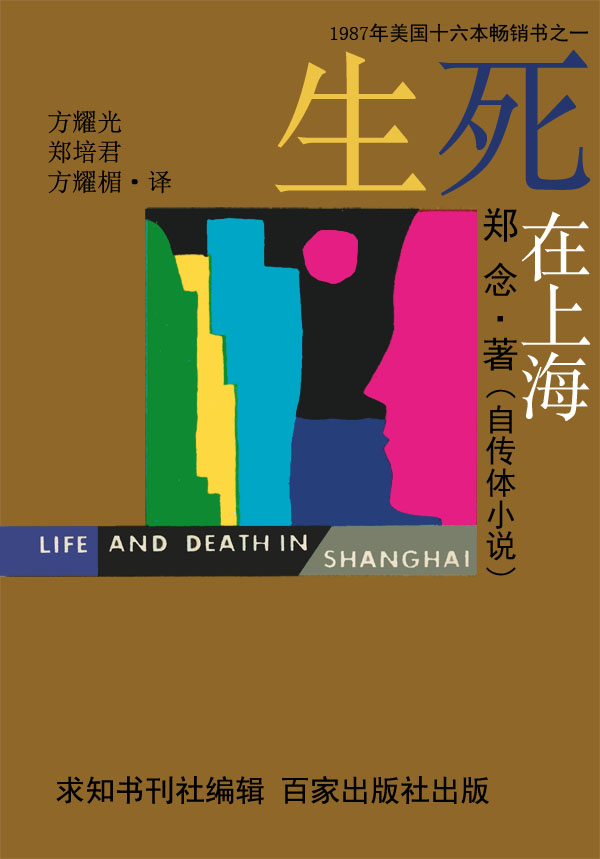 1987年美国十六本畅销书之一
生死
在上海
方耀光
郑培君
方耀楣·译
郑念·著(自传体小说)
LIFE AND DEATH IN SHANGHAI
求知书刊社编辑 百家出版社出版